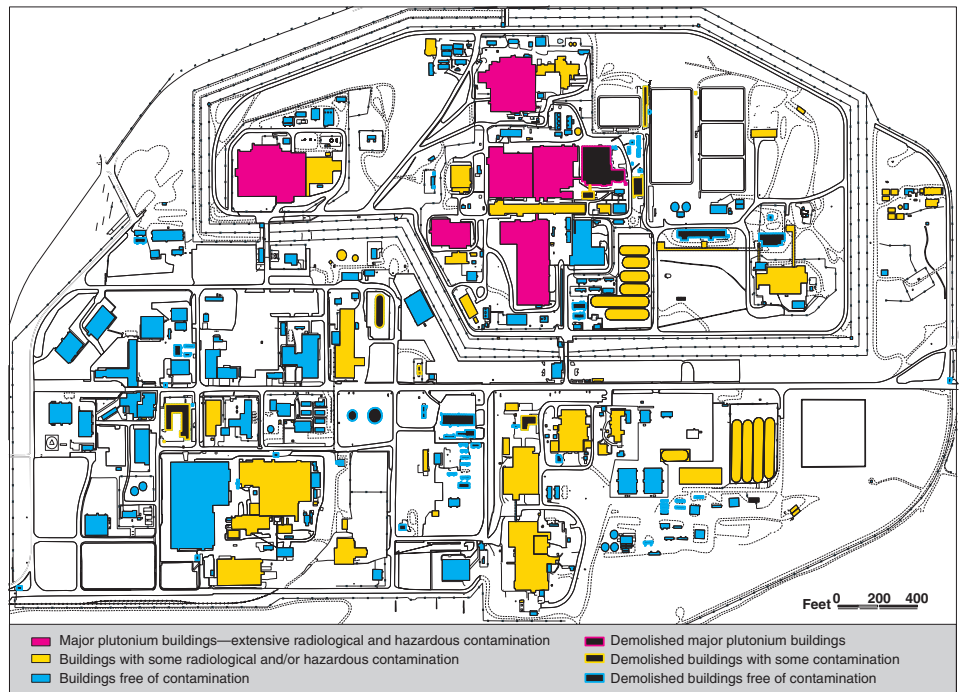 Feet 0 200 400
Major plutonium buildings—extensive radiological and hazardous contamination
Buildings with some radiological and/or hazardous contamination
Buildings free of contamination
Demolished major plutonium buildings
Demolished buildings with some contamination
Demolished buildings free of contamination